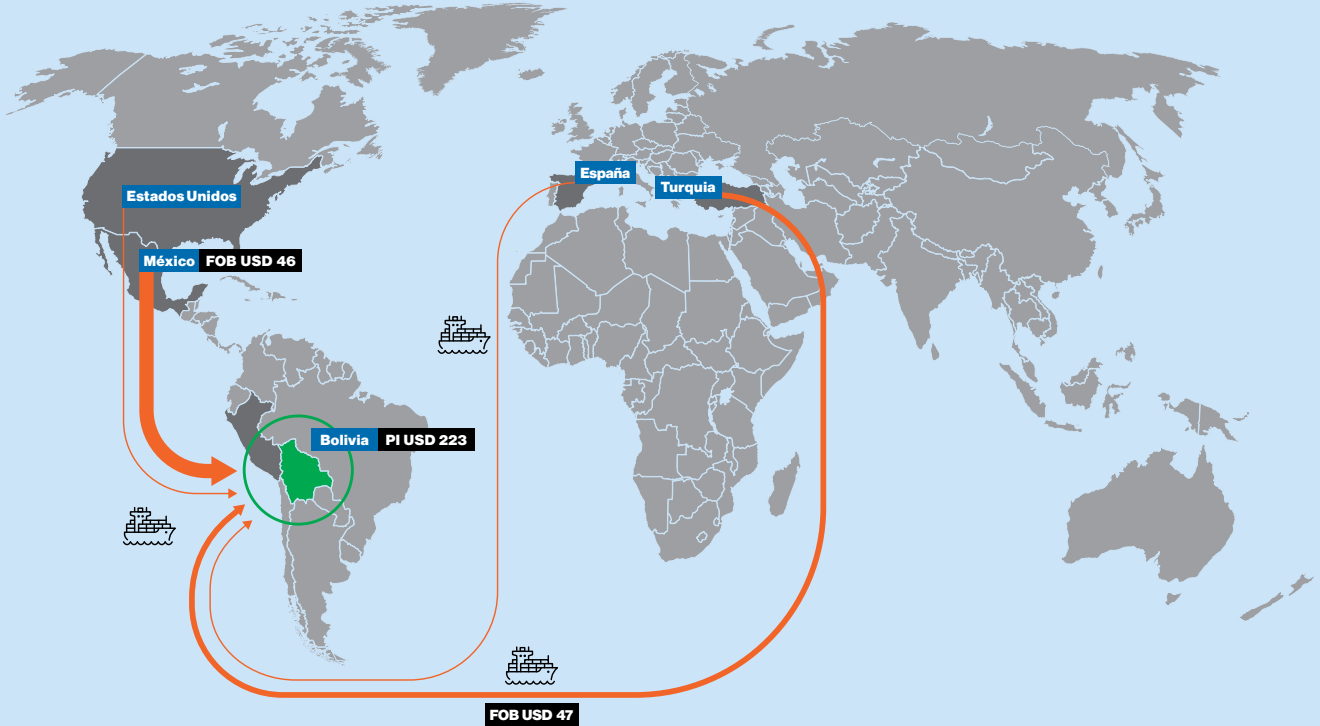 España
Turquia
Estados Unidos
México FOB USD 46
Bolivia PI USD 223
FOB USD 47